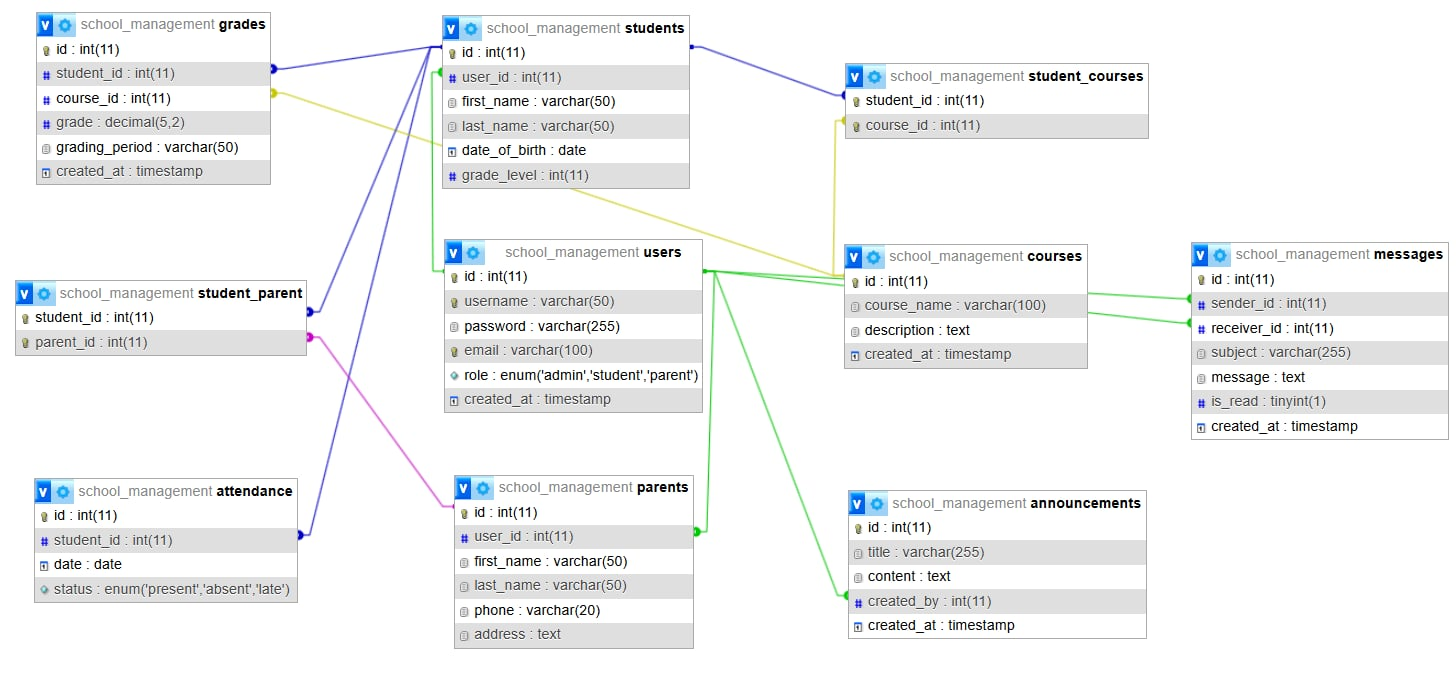 V school_management grades
id : int(11)
# student_id : int(11)
# course_id : int(11)
# grade : decimal(5,2)
grading_period : varchar(50)
created_at : timestamp
V school_management students
id : int(11)
# user_id : int(11)
first_name : varchar(50)
last_name : varchar(50)
date_of_birth : date
# grade_level : int(11)
V school_management student_courses
student_id : int(11)
course_id : int(11)
V school_management student_parent
student_id : int(11)
parent_id : int(11)
V school_management users
id : int(11)
username : varchar(50)
password : varchar(255)
email : varchar(100)
role : enum('admin','student','parent')
created_at : timestamp
V school_management courses
id : int(11)
course_name : varchar(100)
description : text
created_at : timestamp
V school_management messages
id : int(11)
# sender_id : int(11)
# receiver_id : int(11)
subject : varchar(255)
message : text
# is_read : tinyint(1)
created_at : timestamp
V school_management attendance
id : int(11)
# student_id : int(11)
date : date
status : enum('present','absent','late')
V school_management parents
id : int(11)
# user_id : int(11)
first_name : varchar(50)
last_name : varchar(50)
phone : varchar(20)
address : text
V school_management announcements
id : int(11)
title : varchar(255)
content : text
# created_by : int(11)
created_at : timestamp